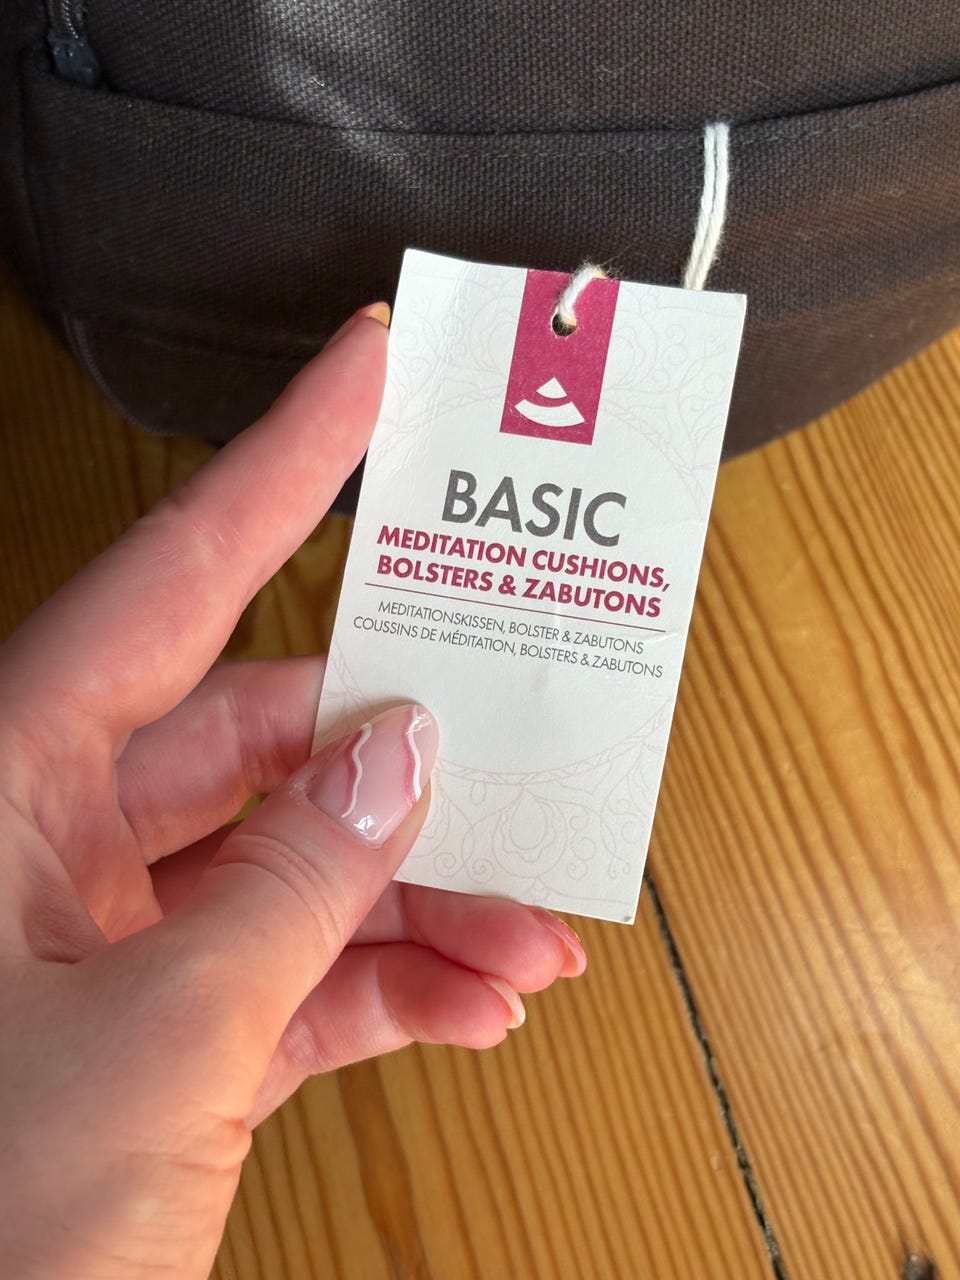 BASIC
MEDITATION CUSHIONS,
BOLSTERS & ZABUTONS
MEDITATIONSKISSEN, BOLSTER & ZABUTONS
COUSSINS DE MÉDITATION, BOLSTERS & ZABUTONS